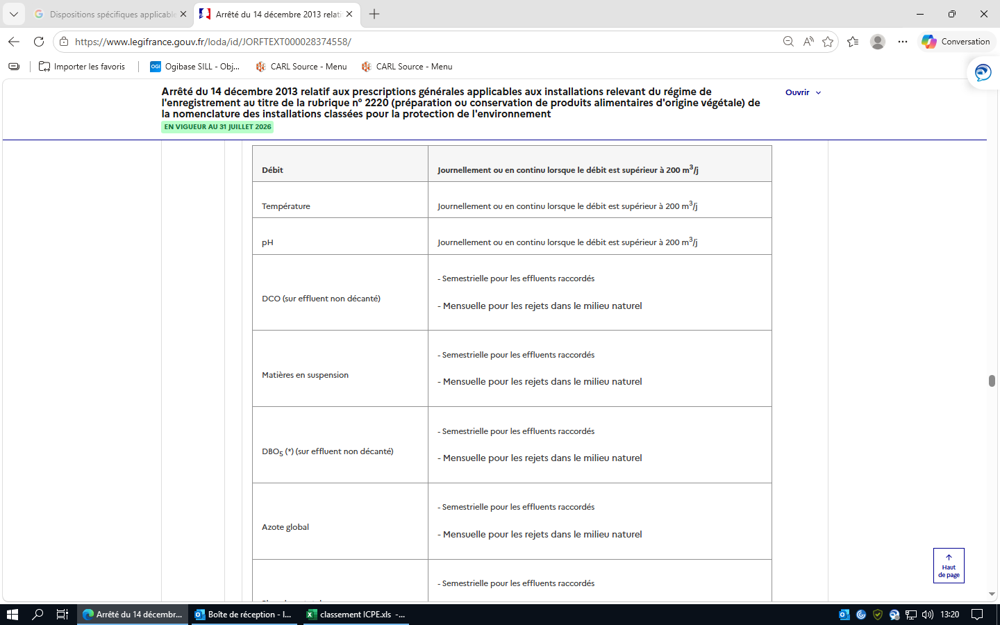 Dispositions spécifiques applicable
Arrêté du 14 décembre 2013 relati
https://www.legifrance.gouv.fr/loda/id/JORFTEXT000028374558/
Conversation
Importer les favoris
OGI
Ogibase SILL - Obj...
CARL Source - Menu
CARL Source - Menu
Arrêté du 14 décembre 2013 relatif aux prescriptions générales applicables aux installations relevant du régime de
l'enregistrement au titre de la rubrique n° 2220 (préparation ou conservation de produits alimentaires d'origine végétale) de
la nomenclature des installations classées pour la protection de l'environnement
Ouvrir
EN VIGUEUR AU 31 JUILLET 2026
Débit
Journellement ou en continu lorsque le débit est supérieur à 200 m³/j
Température
Journellement ou en continu lorsque le débit est supérieur à 200 m³/j
pH
Journellement ou en continu lorsque le débit est supérieur à 200 m³/j
DCO (sur effluent non décanté)
- Semestrielle pour les effluents raccordés
- Mensuelle pour les rejets dans le milieu naturel
Matières en suspension
- Semestrielle pour les effluents raccordés
- Mensuelle pour les rejets dans le milieu naturel
DBO₅ (*) (sur effluent non décanté)
- Semestrielle pour les effluents raccordés
- Mensuelle pour les rejets dans le milieu naturel
Azote global
- Semestrielle pour les effluents raccordés
- Mensuelle pour les rejets dans le milieu naturel
- Semestrielle pour les effluents raccordés
Haut
de page
Arrêté du 14 décembr...
Boîte de réception - I...
classement ICPE.xls -...
13:20